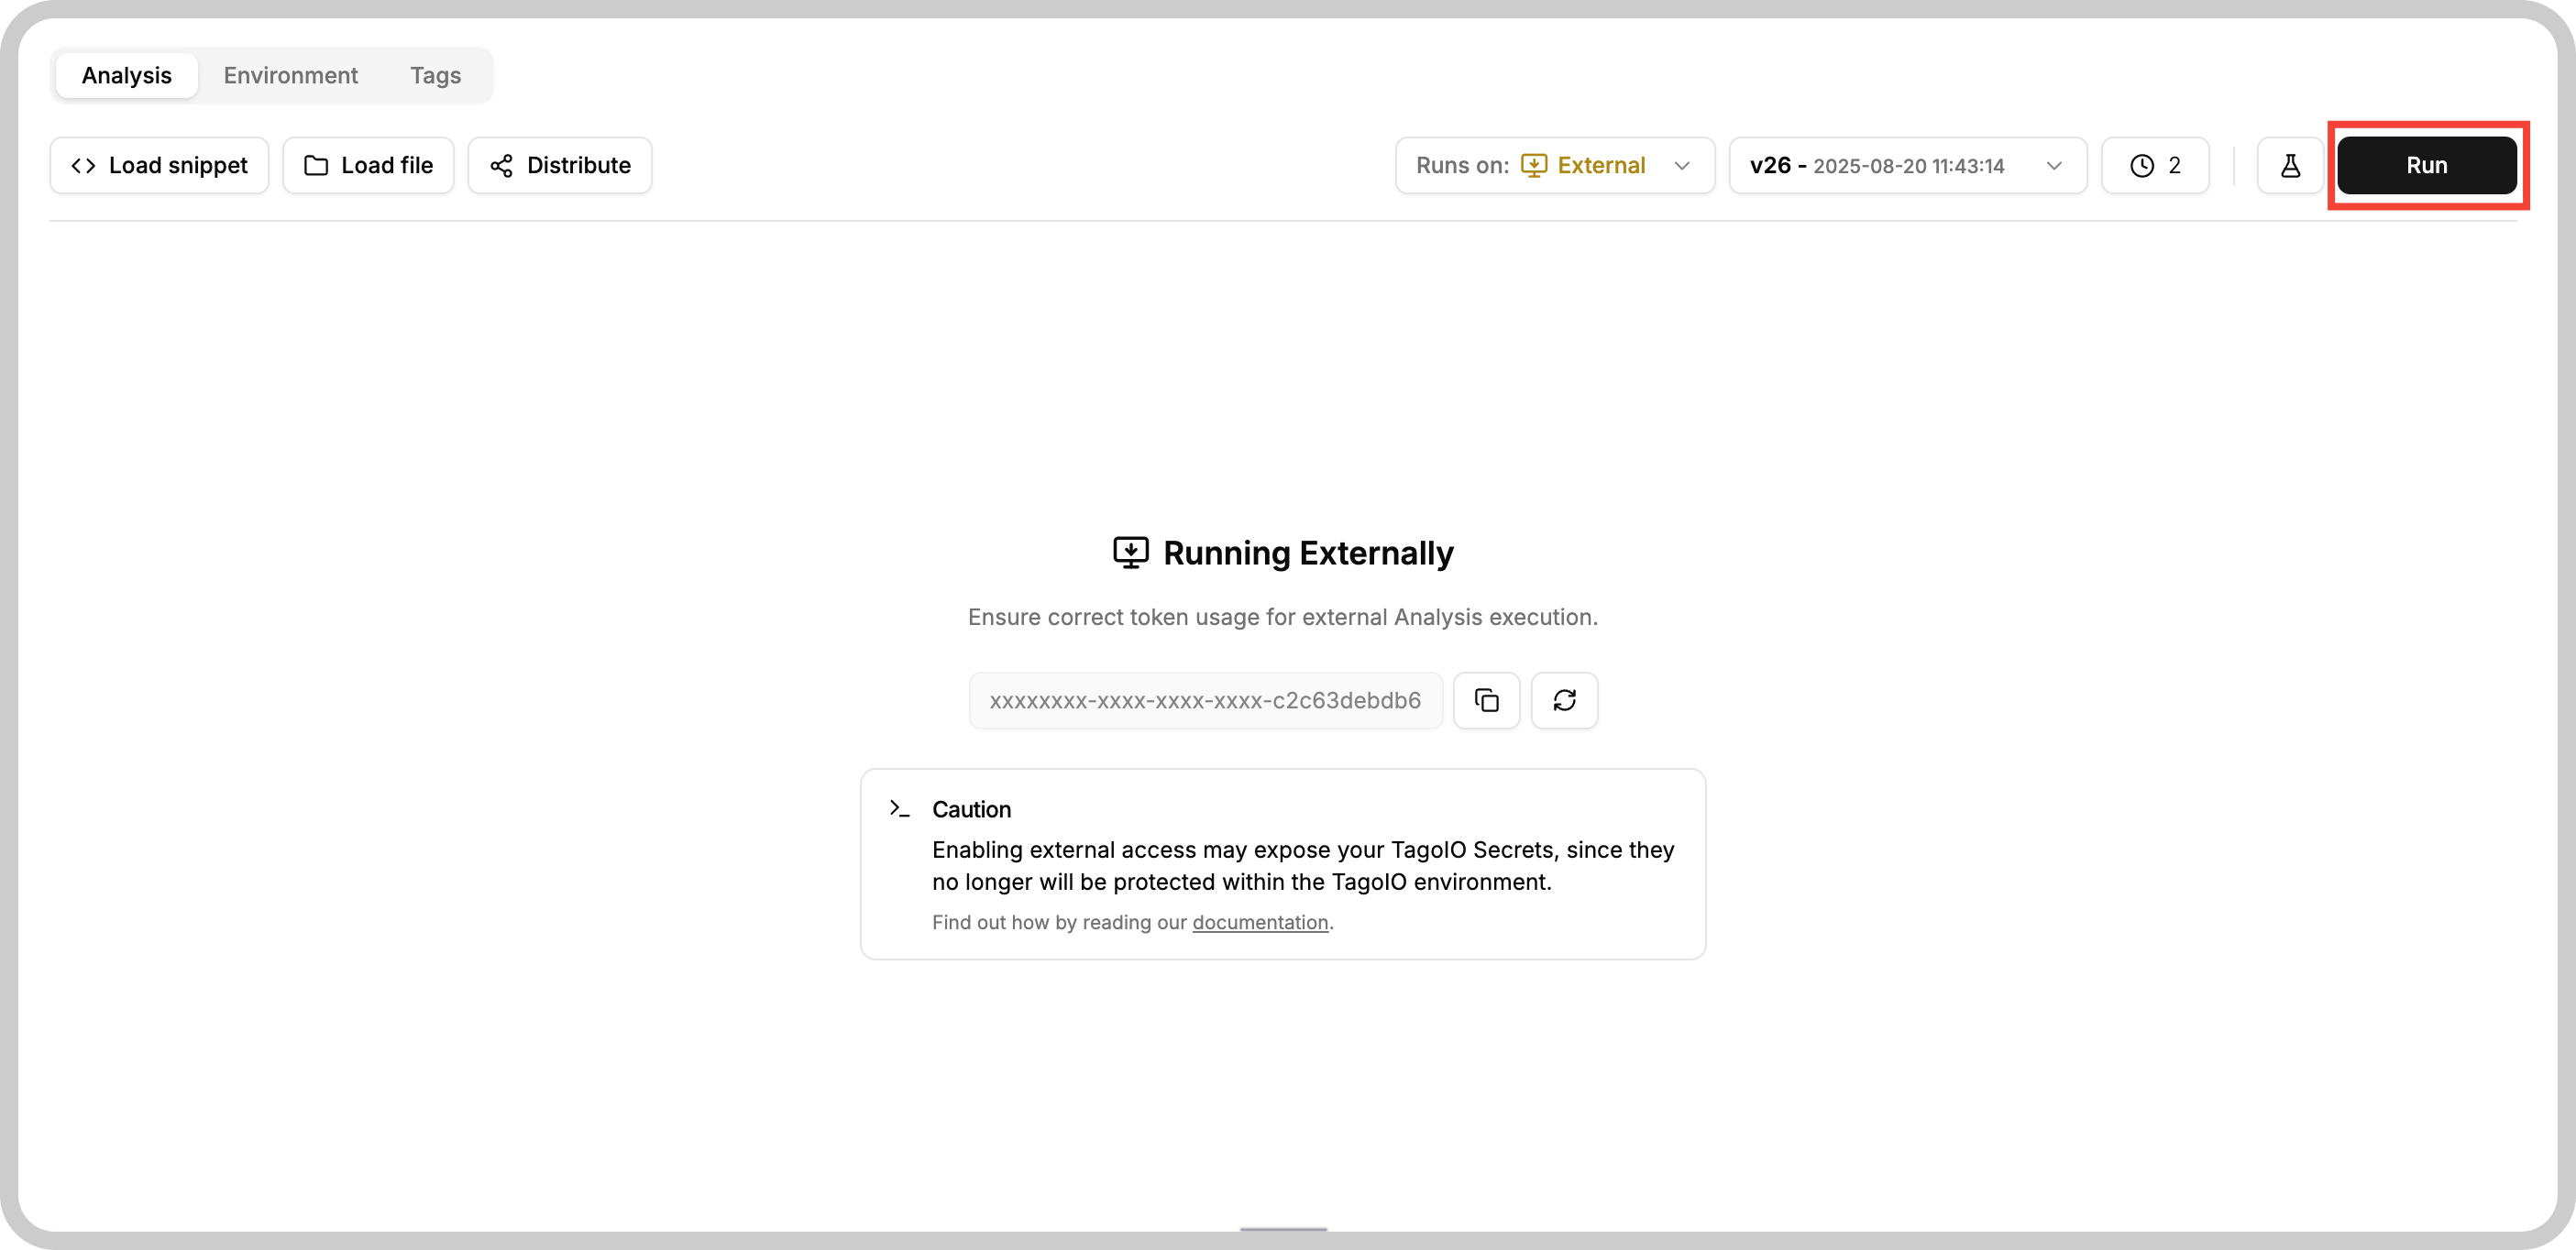 Analysis Environment Tags
Load snippet Load file Distribute Runs on: External v26 - 2025-08-20 11:43:14 2 Run
Running Externally
Ensure correct token usage for external Analysis execution.
xxxxxxxx-xxxx-xxxx-xxxx-c2c63debdb6
Caution
Enabling external access may expose your TagoIO Secrets, since they
no longer will be protected within the TagoIO environment.
Find out how by reading our documentation.